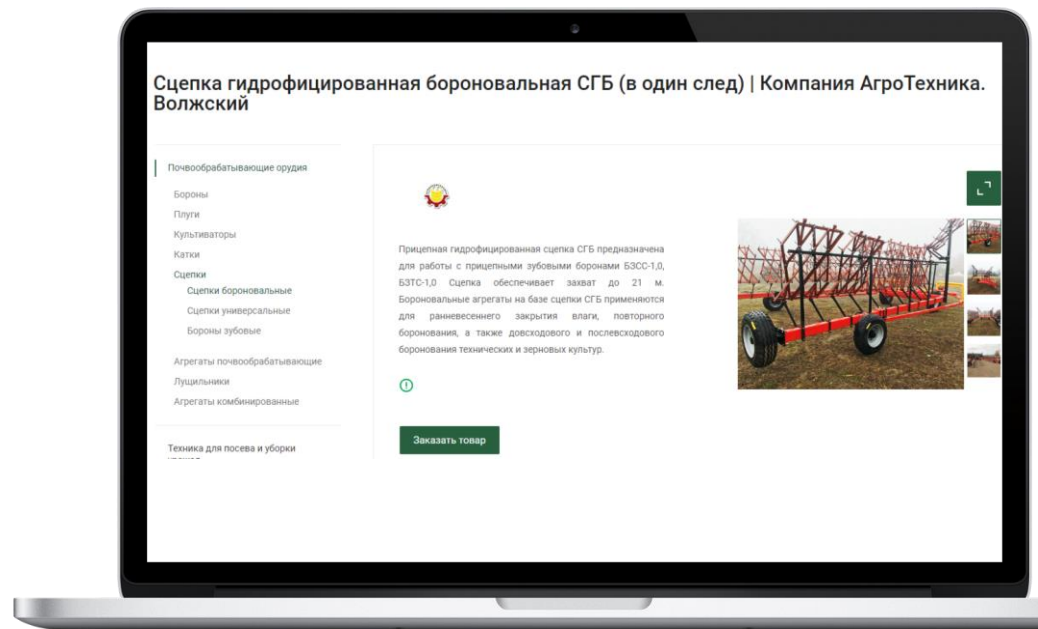 Сцепка гидрофицированная бороновальная СГБ (в один след) | Компания АгроТехника.
Волжский
Почвообрабатывающие орудия
Бороны
Плуги
Культиваторы
Катки
Сцепки
Сцепки бороновальные
Сцепки универсальные
Бороны зубовые
Агрегаты почвообрабатывающие
Лущильники
Агрегаты комбинированные
Техника для посева и уборки
Прицепная гидрофицированная сцепка СГБ предназначена
для работы с прицепными зубовыми боронами БЗСС-1,0,
БЗТС-1,0 Сцепка обеспечивает захват до 21 м.
Бороновальные агрегаты на базе сцепки СГБ применяются
для ранневесеннего закрытия влаги, повторного
боронования, а также довсходового и послевсходового
боронования технических и зерновых культур.
Заказать товар